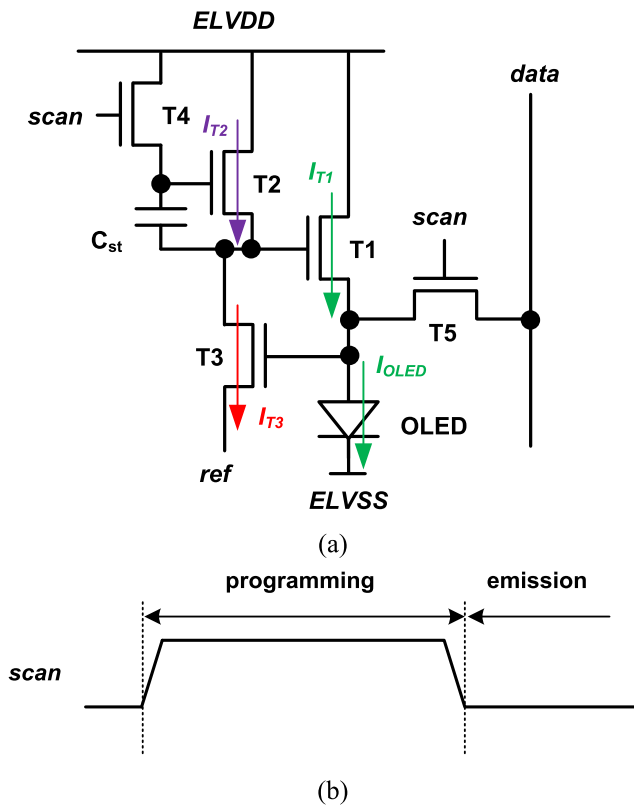 ELVDD
data
scan
T4
I_T2
T2
I_T1
scan
C_st
T1
T5
T3
I_OLED
I_T3
OLED
ref
ELVSS
(a)
programming
emission
scan
(b)